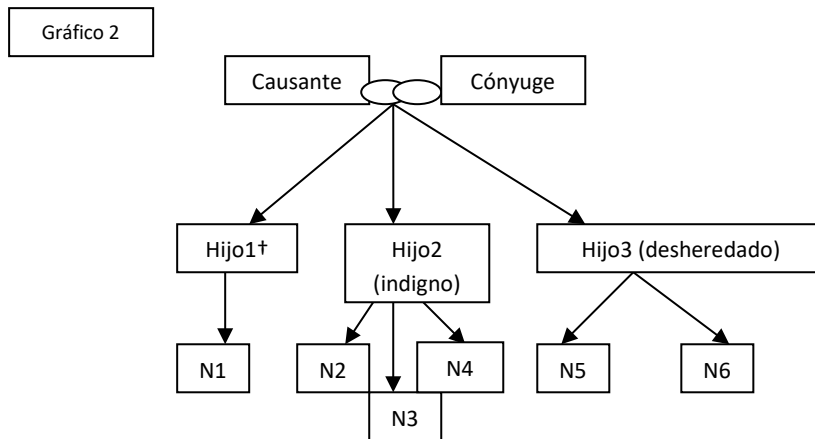 Gráfico 2
Causante
Cónyuge
Hijo1†
Hijo2
(indigno)
Hijo3 (desheredado)
N1
N2
N3
N4
N5
N6